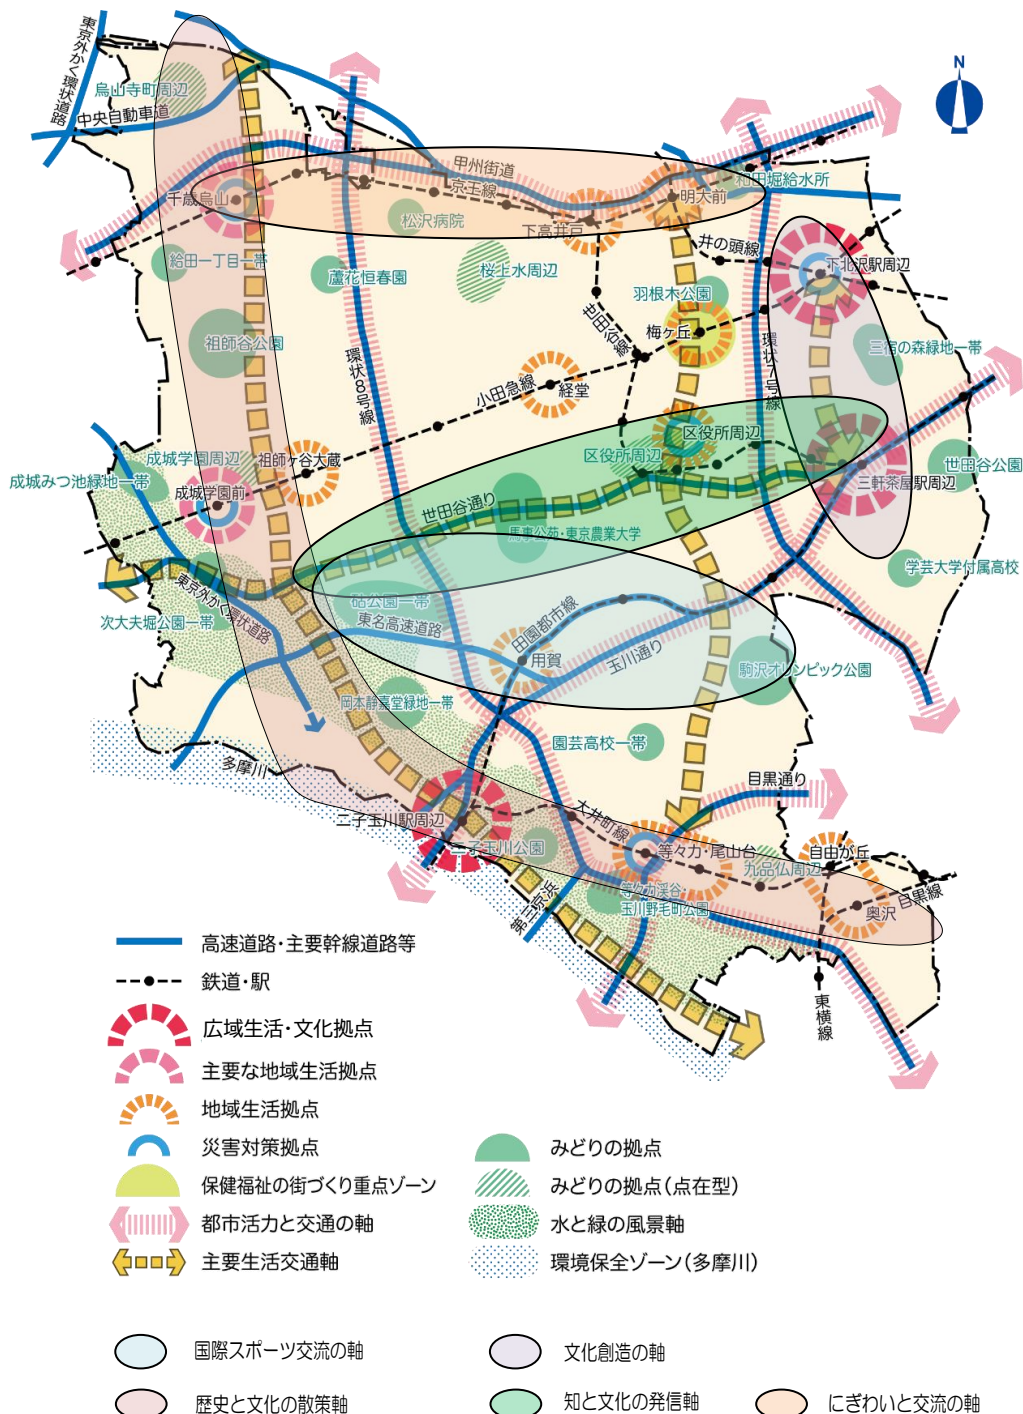 東京外かく環状道路
N
烏山寺町周辺
中央自動車道
甲州街道
京王線
和田堀給水所
千歳烏山
明大前
松沢病院
下高井戸
井の頭線
給田一丁目一帯
蘆花恒春園
桜上水周辺
下北沢駅周辺
羽根木公園
世田谷線
梅ヶ丘
環状7号線
祖師谷公園
三宿の森緑地一帯
環状8号線
小田急線
経堂
区役所周辺
成城学園周辺
祖師ヶ谷大蔵
区役所周辺
世田谷公園
成城みつ池緑地一帯
成城学園前
三軒茶屋駅周辺
世田谷通り
馬事公苑・東京農業大学
学芸大学付属高校
東京外かく環状道路
砧公園一帯
次大夫堀公園一帯
東名高速道路
田園都市線
用賀
玉川通り
駒沢オリンピック公園
岡本静嘉堂緑地一帯
園芸高校一帯
多摩川
目黒通り
二子玉川駅周辺
大井町線
二子玉川公園
等々力・尾山台
自由が丘
九品仏周辺
等々力渓谷・
玉川野毛町公園
目黒線
奥沢
第三京浜
東横線
高速道路・主要幹線道路等
鉄道・駅
広域生活・文化拠点
主要な地域生活拠点
地域生活拠点
災害対策拠点
保健福祉の街づくり重点ゾーン
都市活力と交通の軸
主要生活交通軸
みどりの拠点
みどりの拠点（点在型）
水と緑の風景軸
環境保全ゾーン（多摩川）
国際スポーツ交流の軸
文化創造の軸
歴史と文化の散策軸
知と文化の発信軸
にぎわいと交流の軸